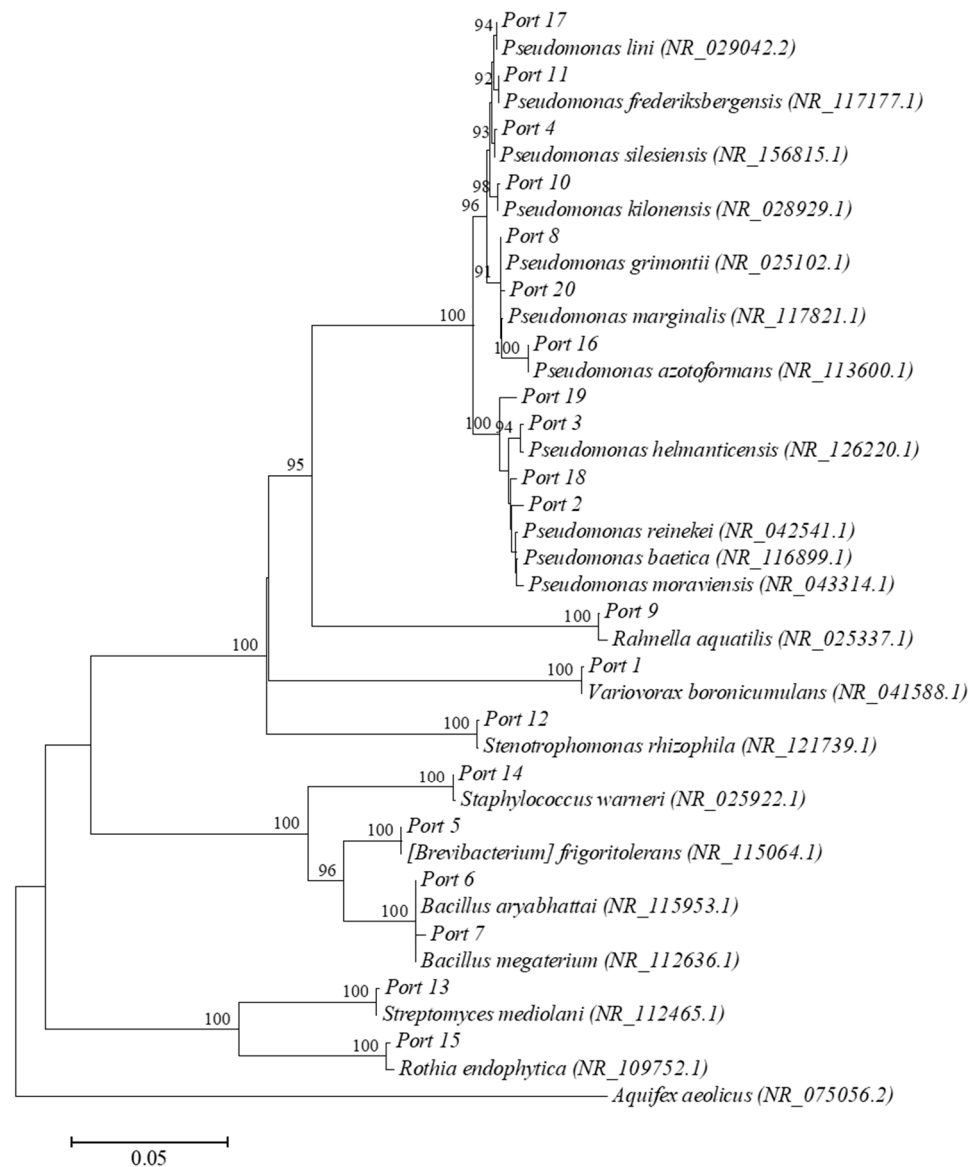 94
Port 17
Pseudomonas lini (NR_029042.2)
92
Port 11
Pseudomonas frederiksbergensis (NR_117177.1)
93
Port 4
Pseudomonas silesiensis (NR_156815.1)
98
Port 10
96
Pseudomonas kilonensis (NR_028929.1)
Port 8
Pseudomonas grimontii (NR_025102.1)
91
Port 20
100
Pseudomonas marginalis (NR_117821.1)
100
Port 16
Pseudomonas azotoformans (NR_113600.1)
Port 19
100
94
Port 3
Pseudomonas helmanticensis (NR_126220.1)
95
Port 18
Port 2
Pseudomonas reinekei (NR_042541.1)
Pseudomonas baetica (NR_116899.1)
Pseudomonas moraviensis (NR_043314.1)
100
Port 9
Rahnella aquatilis (NR_025337.1)
100
100
Port 1
Variovorax boronicumulans (NR_041588.1)
100
Port 12
Stenotrophomonas rhizophila (NR_121739.1)
100
Port 14
Staphylococcus warneri (NR_025922.1)
100
100
Port 5
[Brevibacterium] frigoritolerans (NR_115064.1)
96
Port 6
100
Bacillus aryabhattai (NR_115953.1)
Port 7
Bacillus megaterium (NR_112636.1)
100
Port 13
Streptomyces mediolani (NR_112465.1)
100
100
Port 15
Rothia endophytica (NR_109752.1)
Aquifex aeolicus (NR_075056.2)
0.05